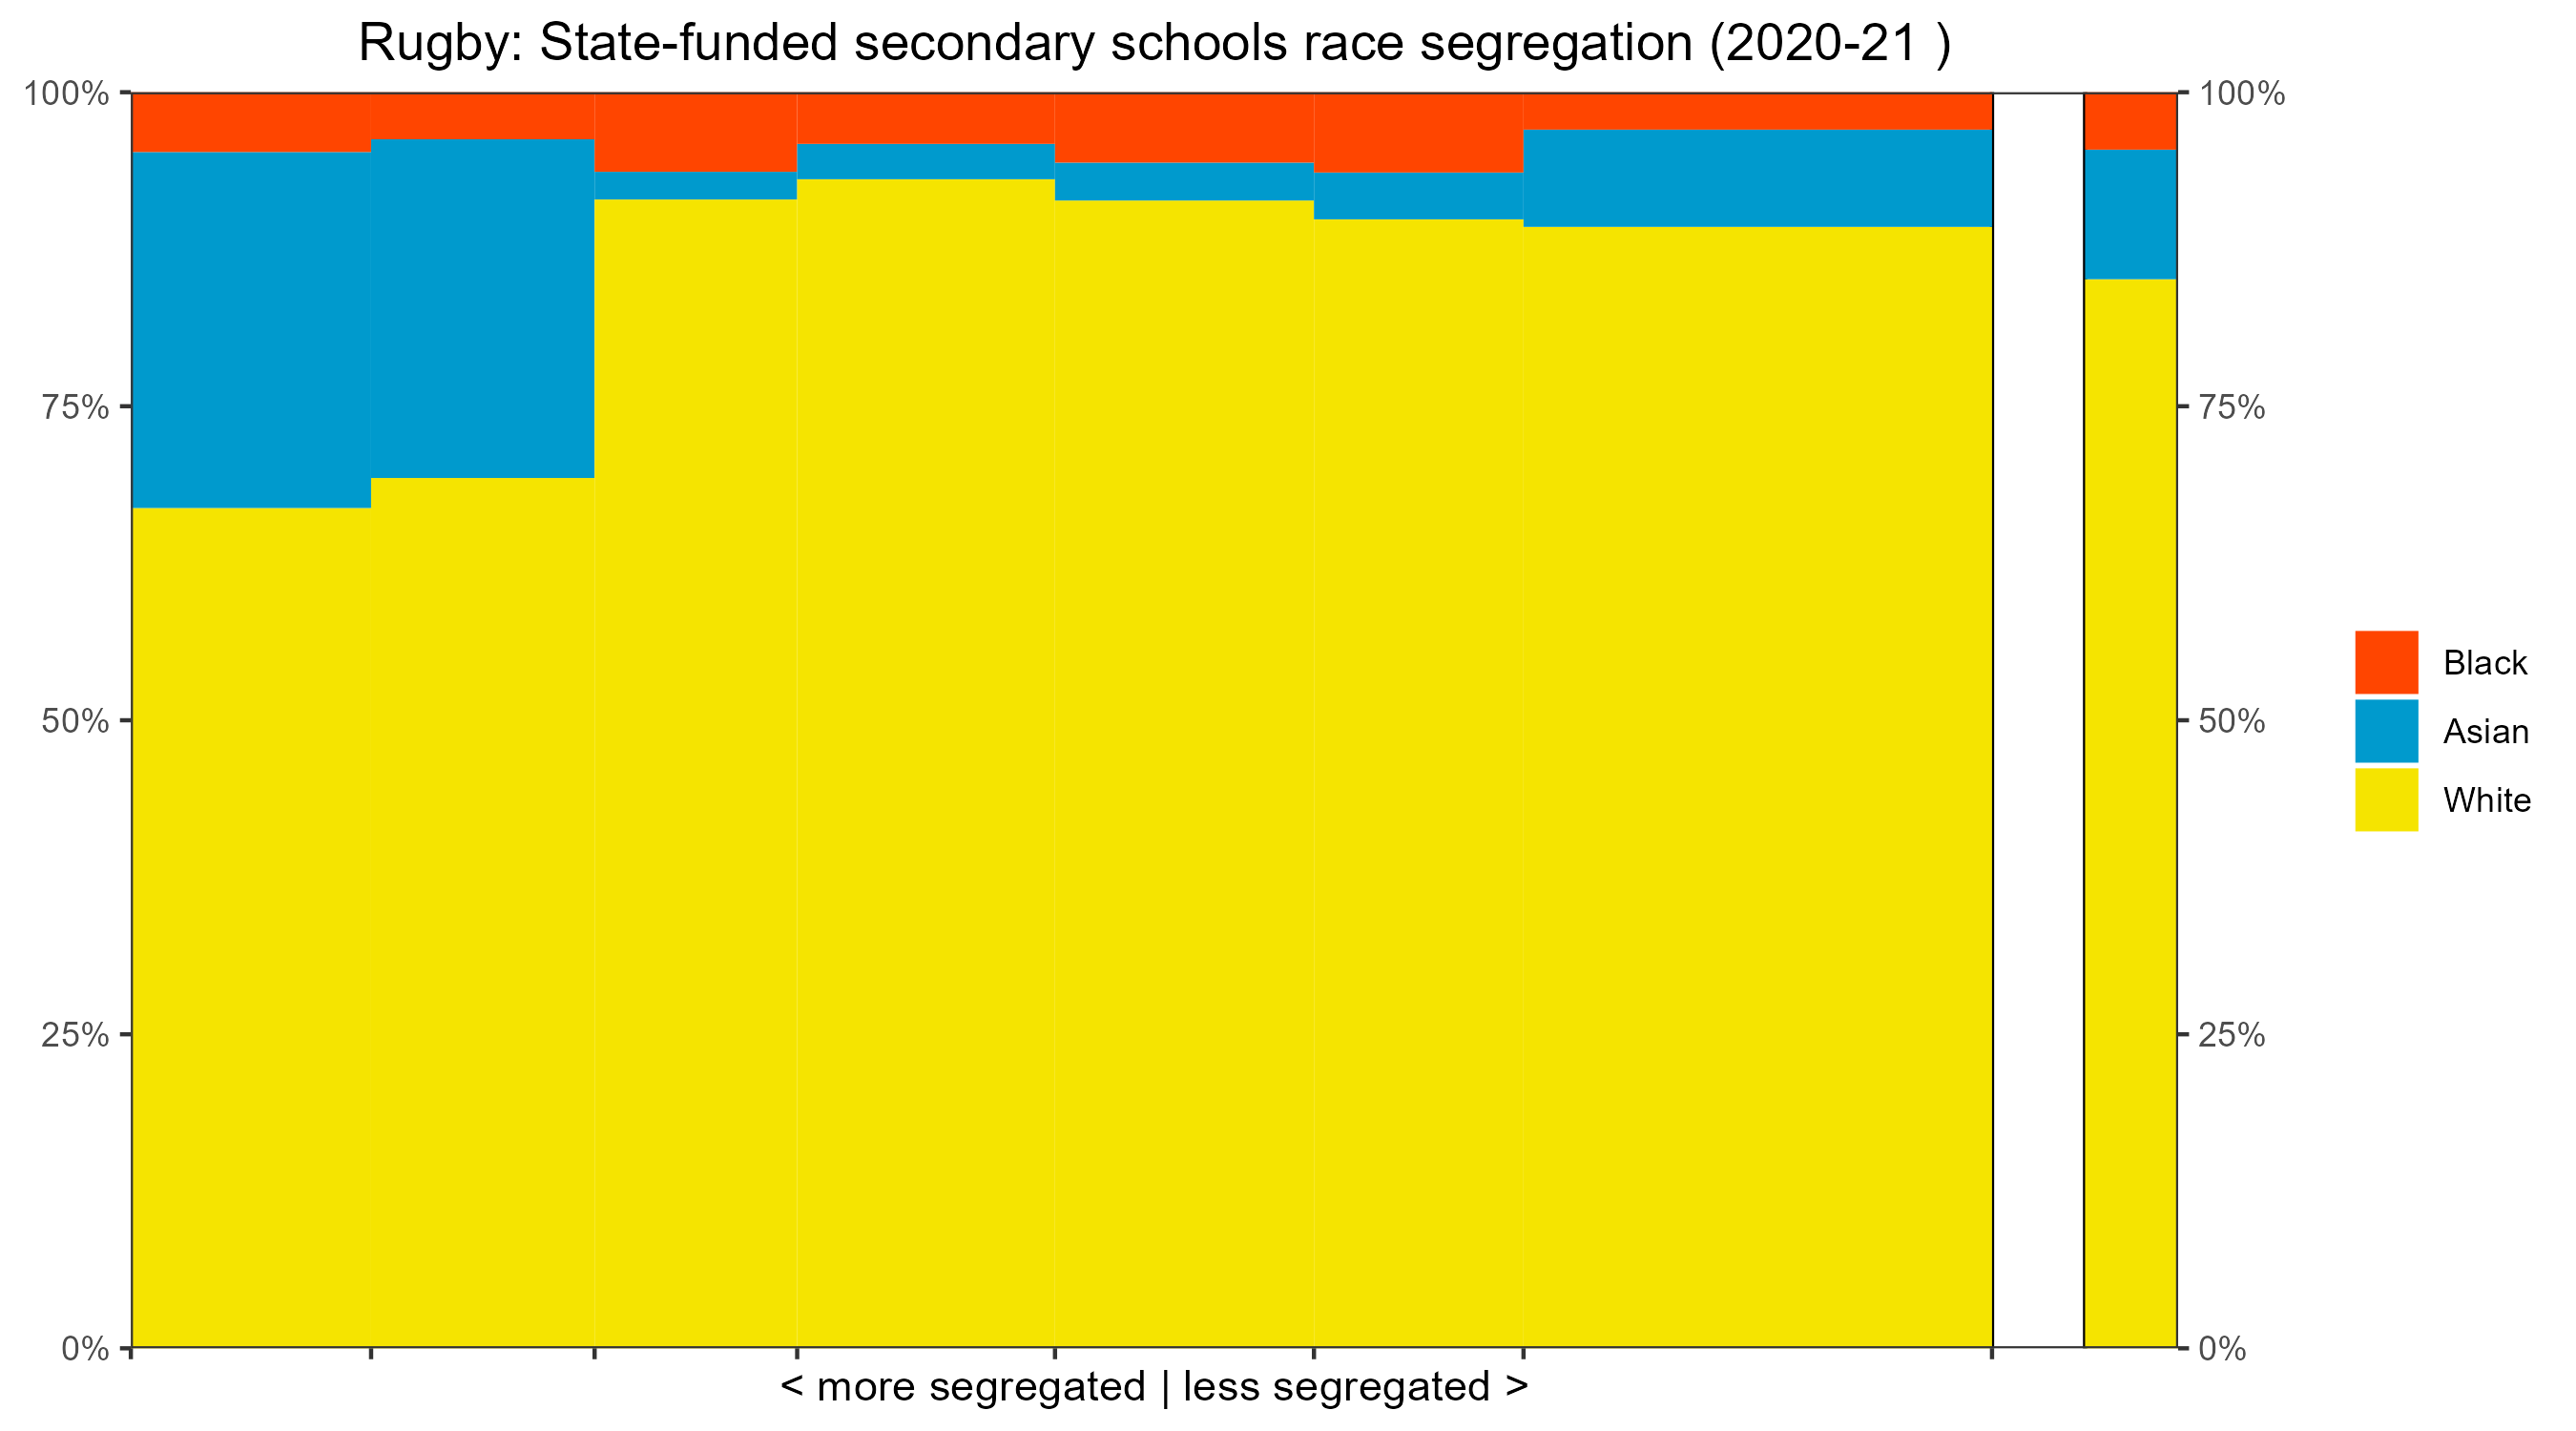 Rugby: State-funded secondary schools race segregation (2020-21 )
100%
75%
50%
25%
0%
100%
75%
50%
25%
0%
< more segregated | less segregated >
Black
Asian
White